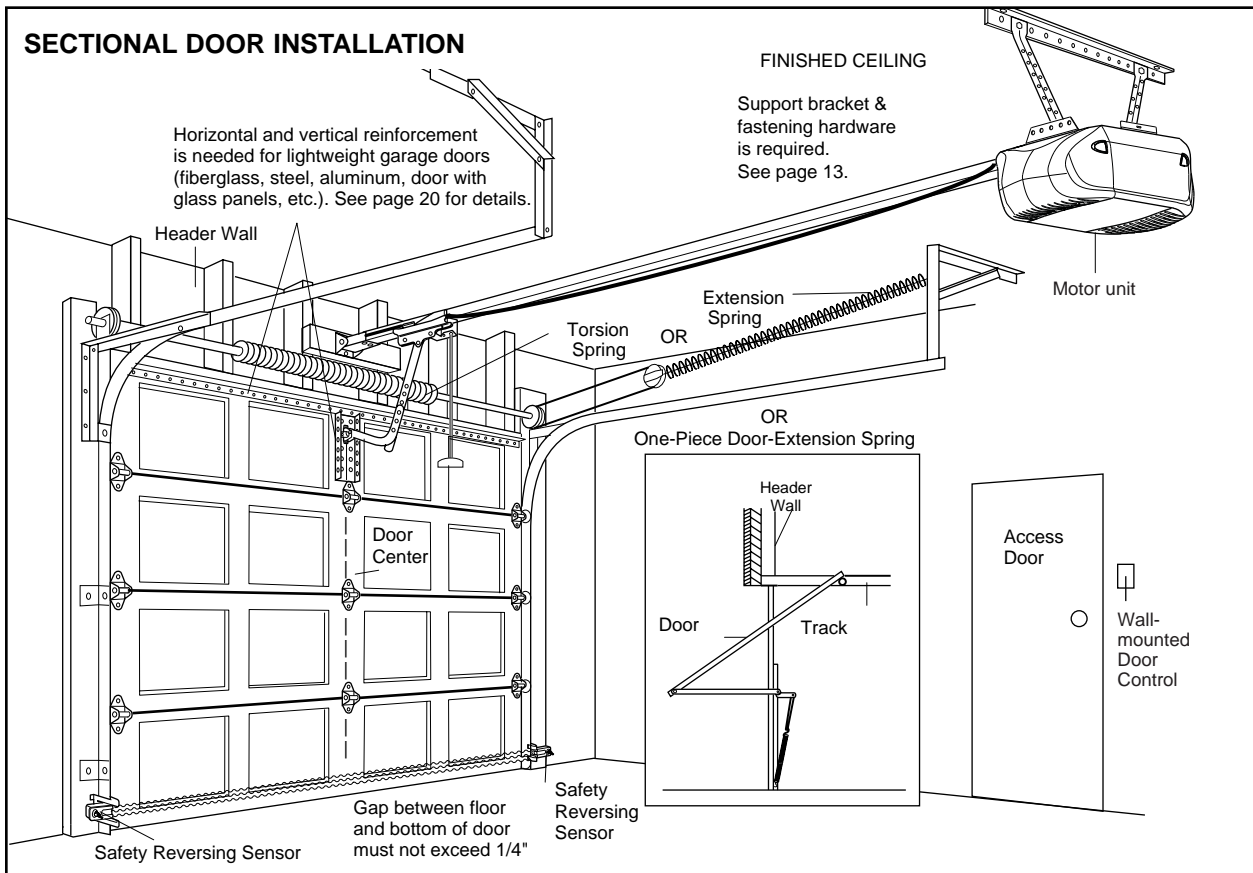 SECTIONAL DOOR INSTALLATION
FINISHED CEILING
Support bracket &
fastening hardware
is required.
See page 13.
Horizontal and vertical reinforcement
is needed for lightweight garage doors
(fiberglass, steel, aluminum, door with
glass panels, etc.). See page 20 for details.
Header Wall
Motor unit
Extension
Spring
Torsion
Spring
OR
OR
One-Piece Door-Extension Spring
Header
Wall
Door
Track
Access
Door
Wall-
mounted
Door
Control
Door
Center
Safety
Reversing
Sensor
Gap between floor
and bottom of door
must not exceed 1/4"
Safety Reversing Sensor